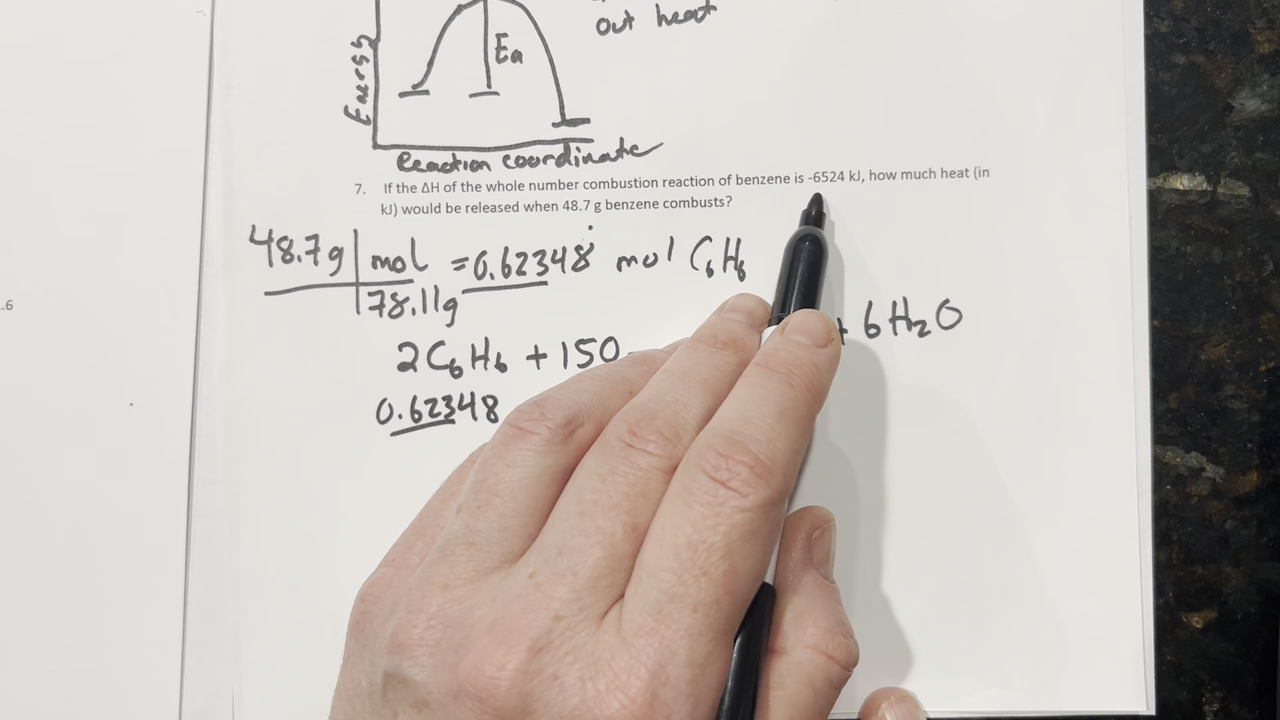 out heat
Energy
Ea
Reaction coordinate
7. If the ΔH of the whole number combustion reaction of benzene is -6524 kJ, how much heat (in
kJ) would be released when 48.7 g benzene combusts?
48.7g | mol = 0.62348 mol C₆H₆
78.11g
.6
2C₆H₆ + 15O + 6H₂O
0.62348